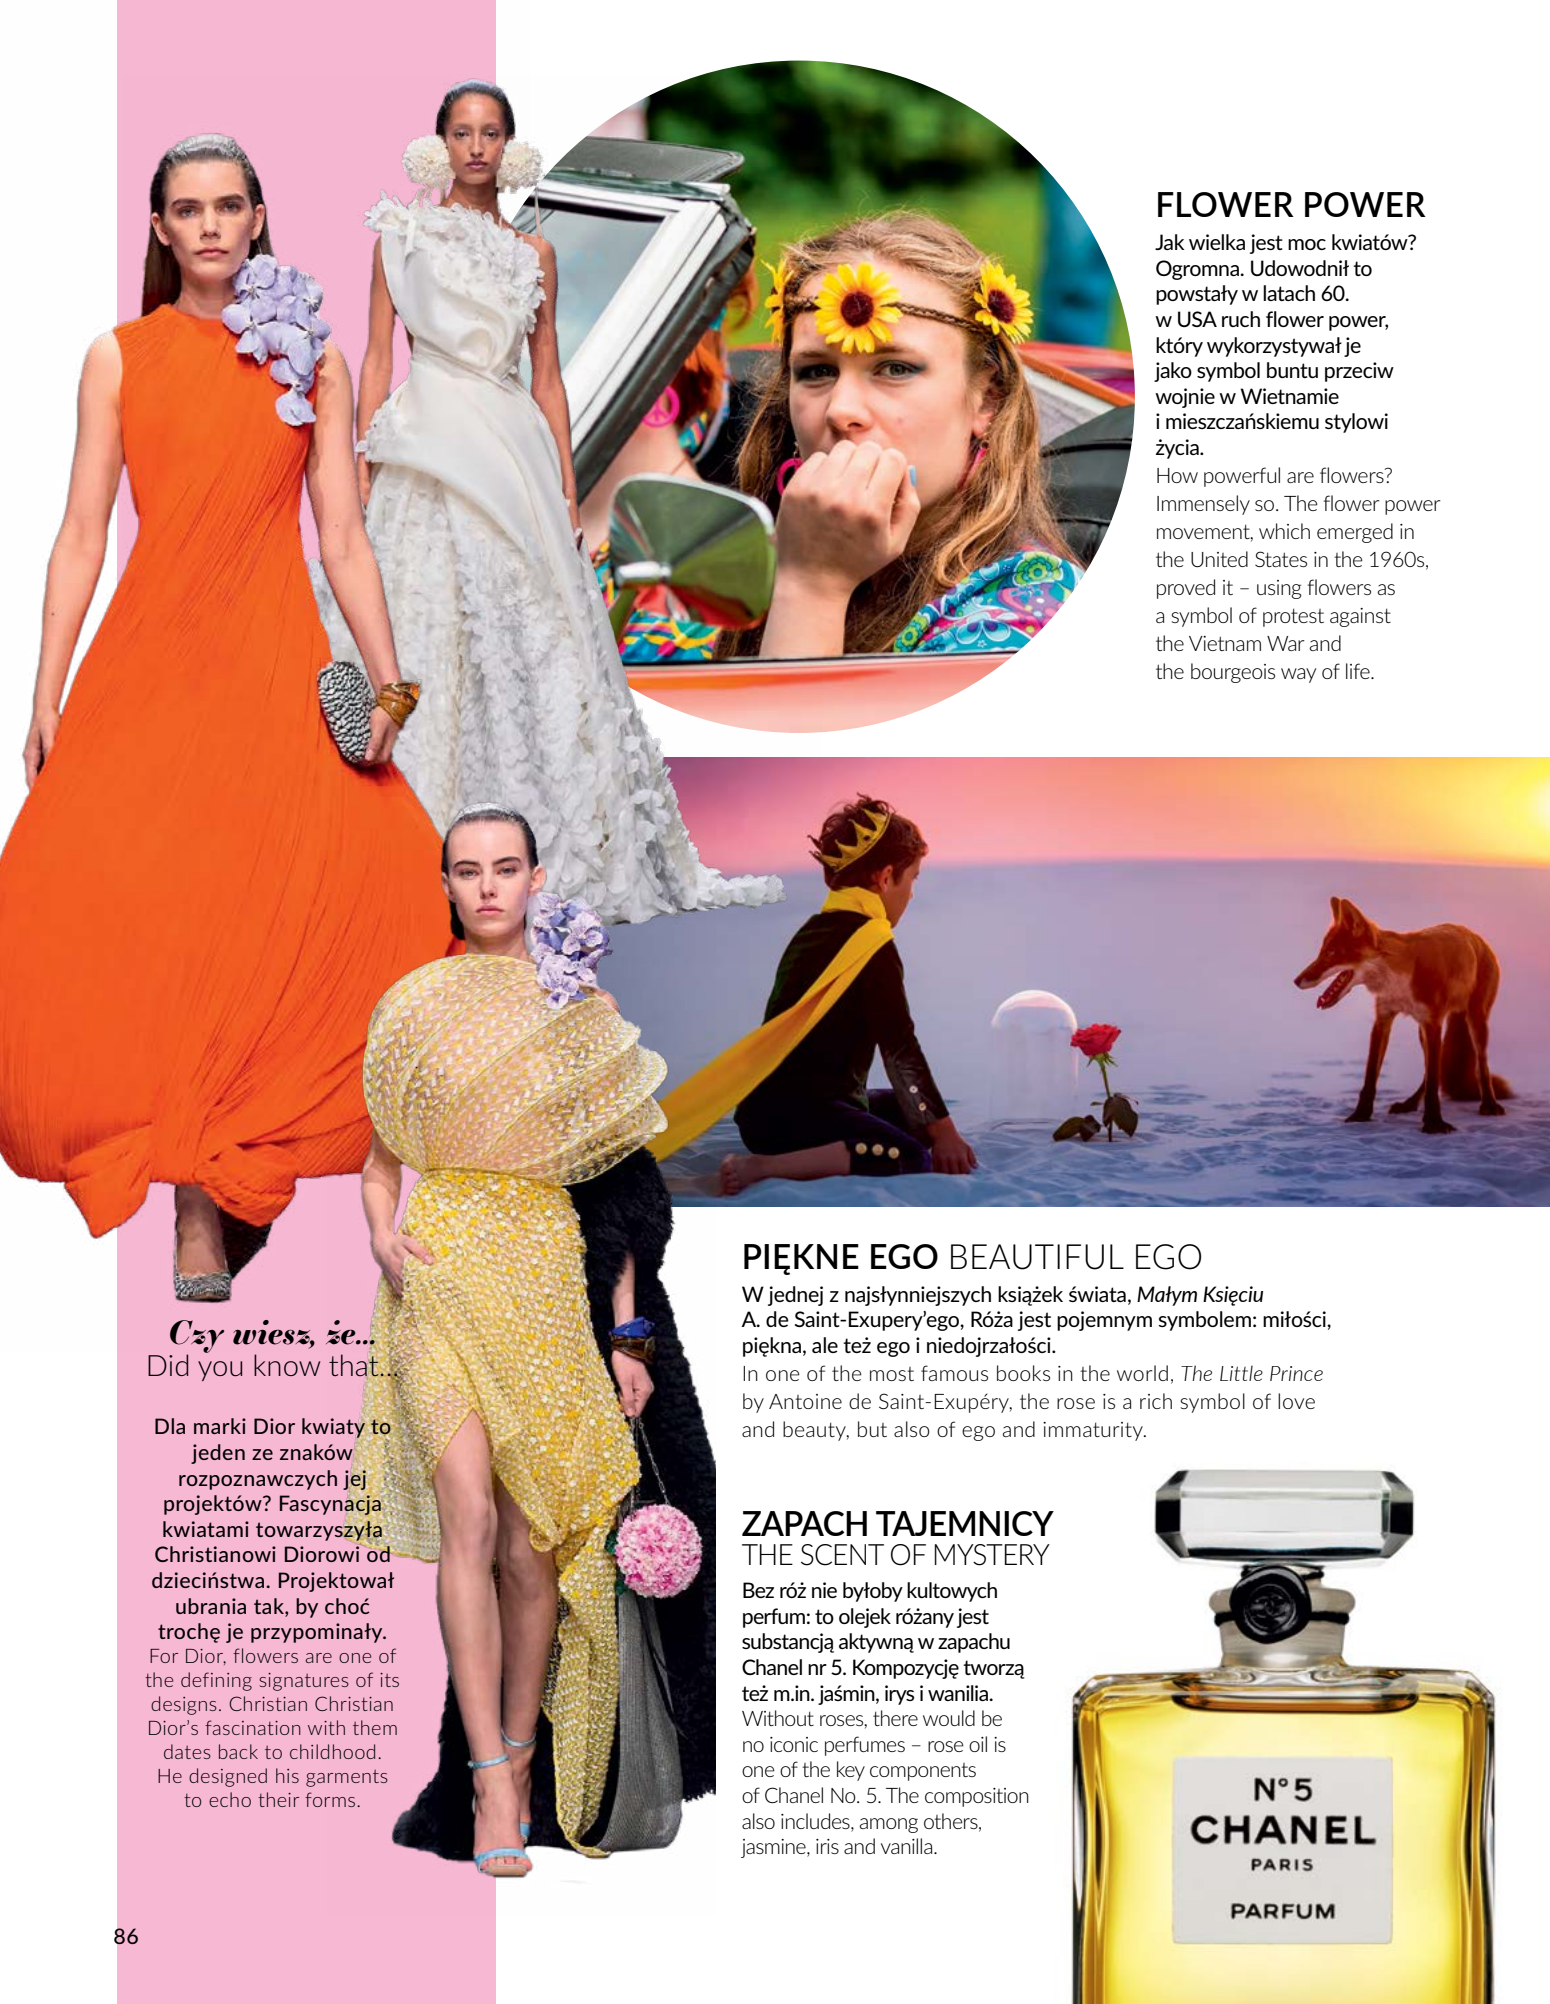 FLOWER POWER
Jak wielka jest moc kwiatów?
Ogromna. Udowodnił to
powstały w latach 60.
w USA ruch flower power,
który wykorzystywał je
jako symbol buntu przeciw
wojnie w Wietnamie
i mieszczańskiemu stylowi
życia.
How powerful are flowers?
Immensely so. The flower power
movement, which emerged in
the United States in the 1960s,
proved it – using flowers as
a symbol of protest against
the Vietnam War and
the bourgeois way of life.
PIĘKNE EGO BEAUTIFUL EGO
W jednej z najsłynniejszych książek świata, Małym Księciu
A. de Saint-Exupery’ego, Róża jest pojemnym symbolem: miłości,
piękna, ale też ego i niedojrzałości.
In one of the most famous books in the world, The Little Prince
by Antoine de Saint-Exupéry, the rose is a rich symbol of love
and beauty, but also of ego and immaturity.
Czy wiesz, że...
Did you know that...
Dla marki Dior kwiaty to
jeden ze znaków
rozpoznawczych jej
projektów? Fascynacja
kwiatami towarzyszyła
Christianowi Diorowi od
dzieciństwa. Projektował
ubrania tak, by choć
trochę je przypominały.
For Dior, flowers are one of
the defining signatures of its
designs. Christian Christian
Dior’s fascination with them
dates back to childhood.
He designed his garments
to echo their forms.
ZAPACH TAJEMNICY
THE SCENT OF MYSTERY
Bez róż nie byłoby kultowych
perfum: to olejek różany jest
substancją aktywną w zapachu
Chanel nr 5. Kompozycję tworzą
też m.in. jaśmin, irys i wanilia.
Without roses, there would be
no iconic perfumes – rose oil is
one of the key components
of Chanel No. 5. The composition
also includes, among others,
jasmine, iris and vanilla.
N°5
CHANEL
PARIS
PARFUM
86